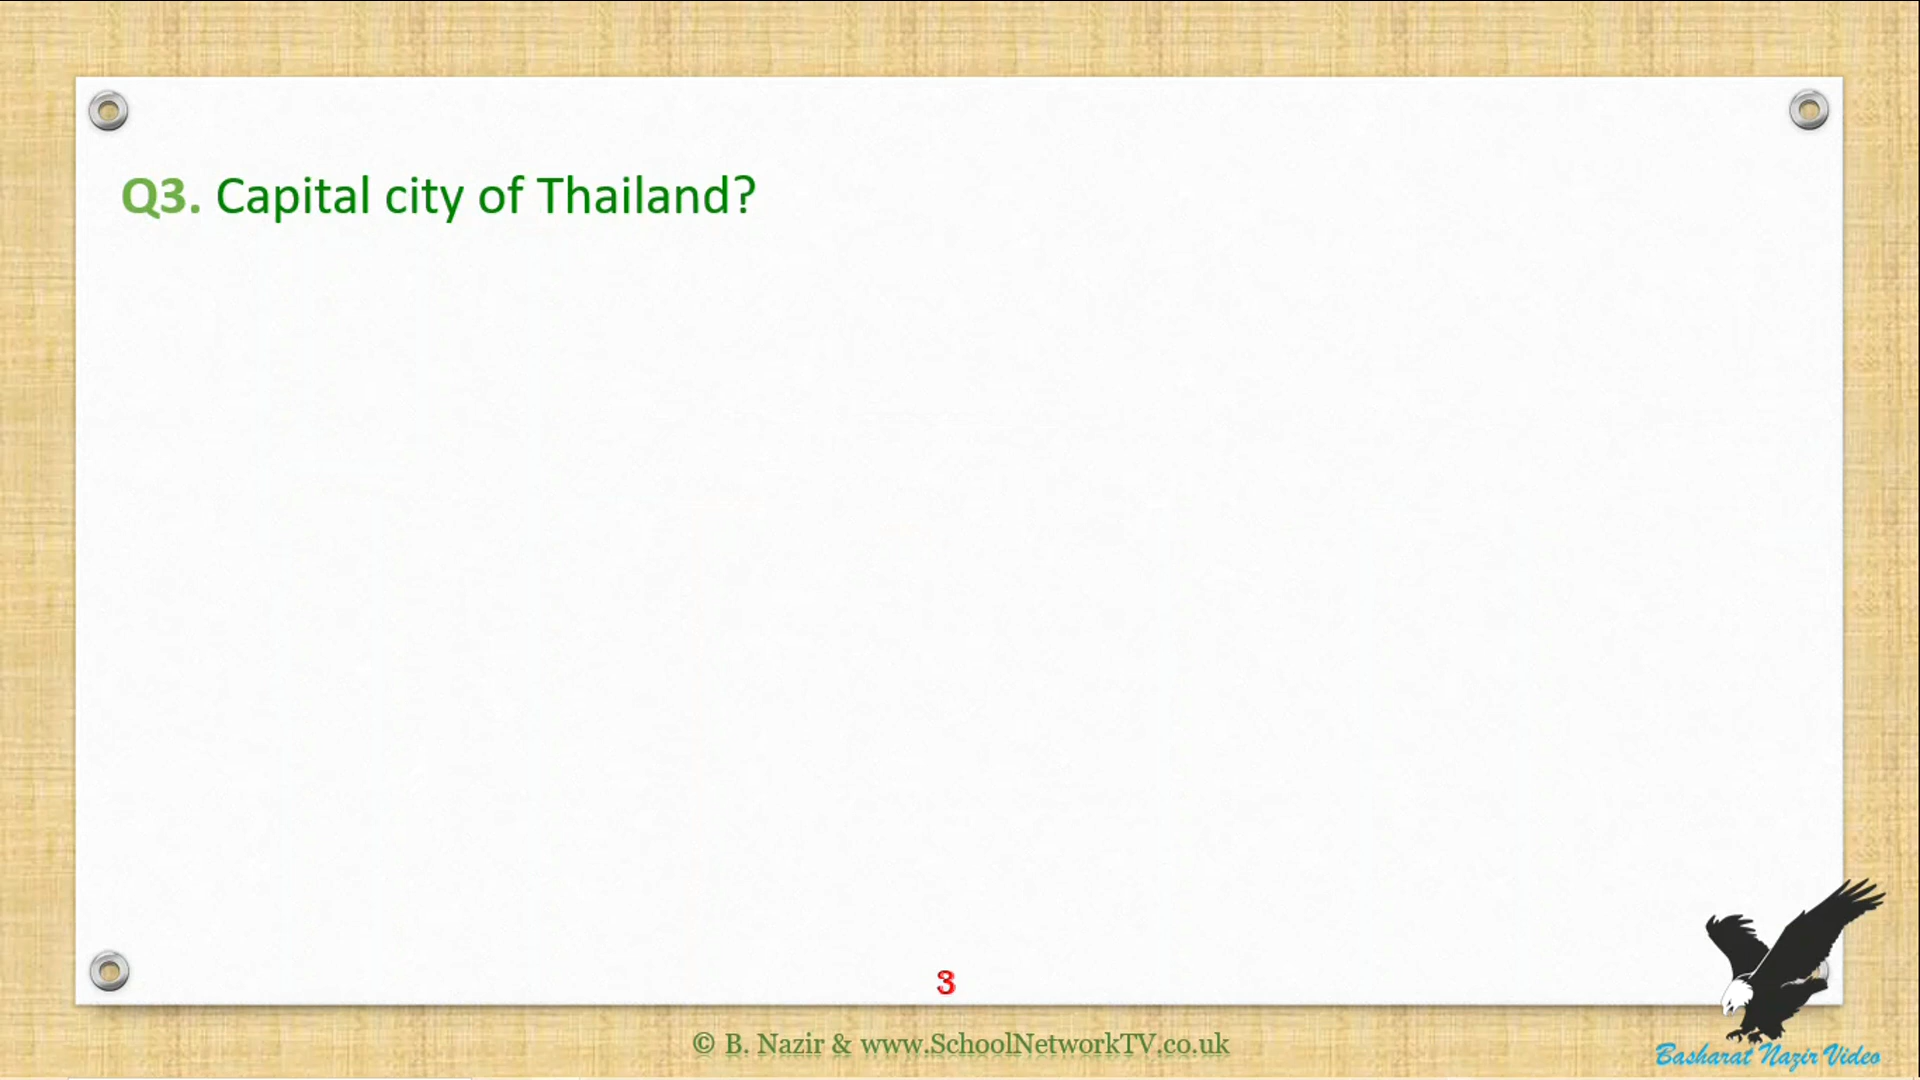 Q3. Capital city of Thailand?
3
© B. Nazir & www.SchoolNetworkTV.co.uk
Basharat Nazir Video